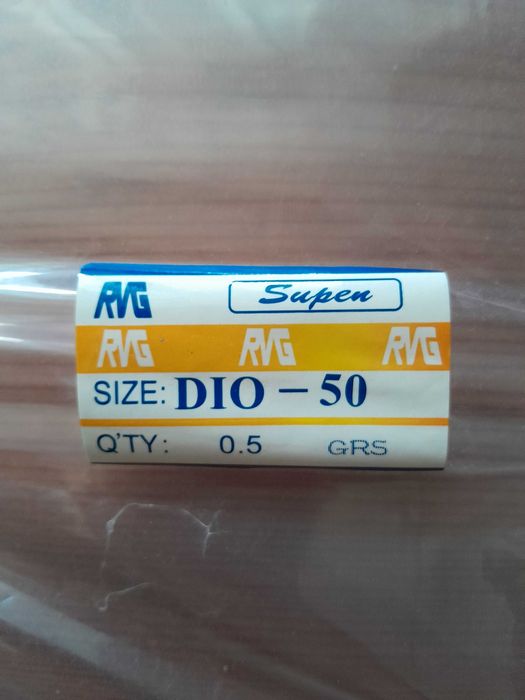 RVG Supen
RVG RVG RVG
SIZE: DIO - 50
Q'TY: 0.5 GRS